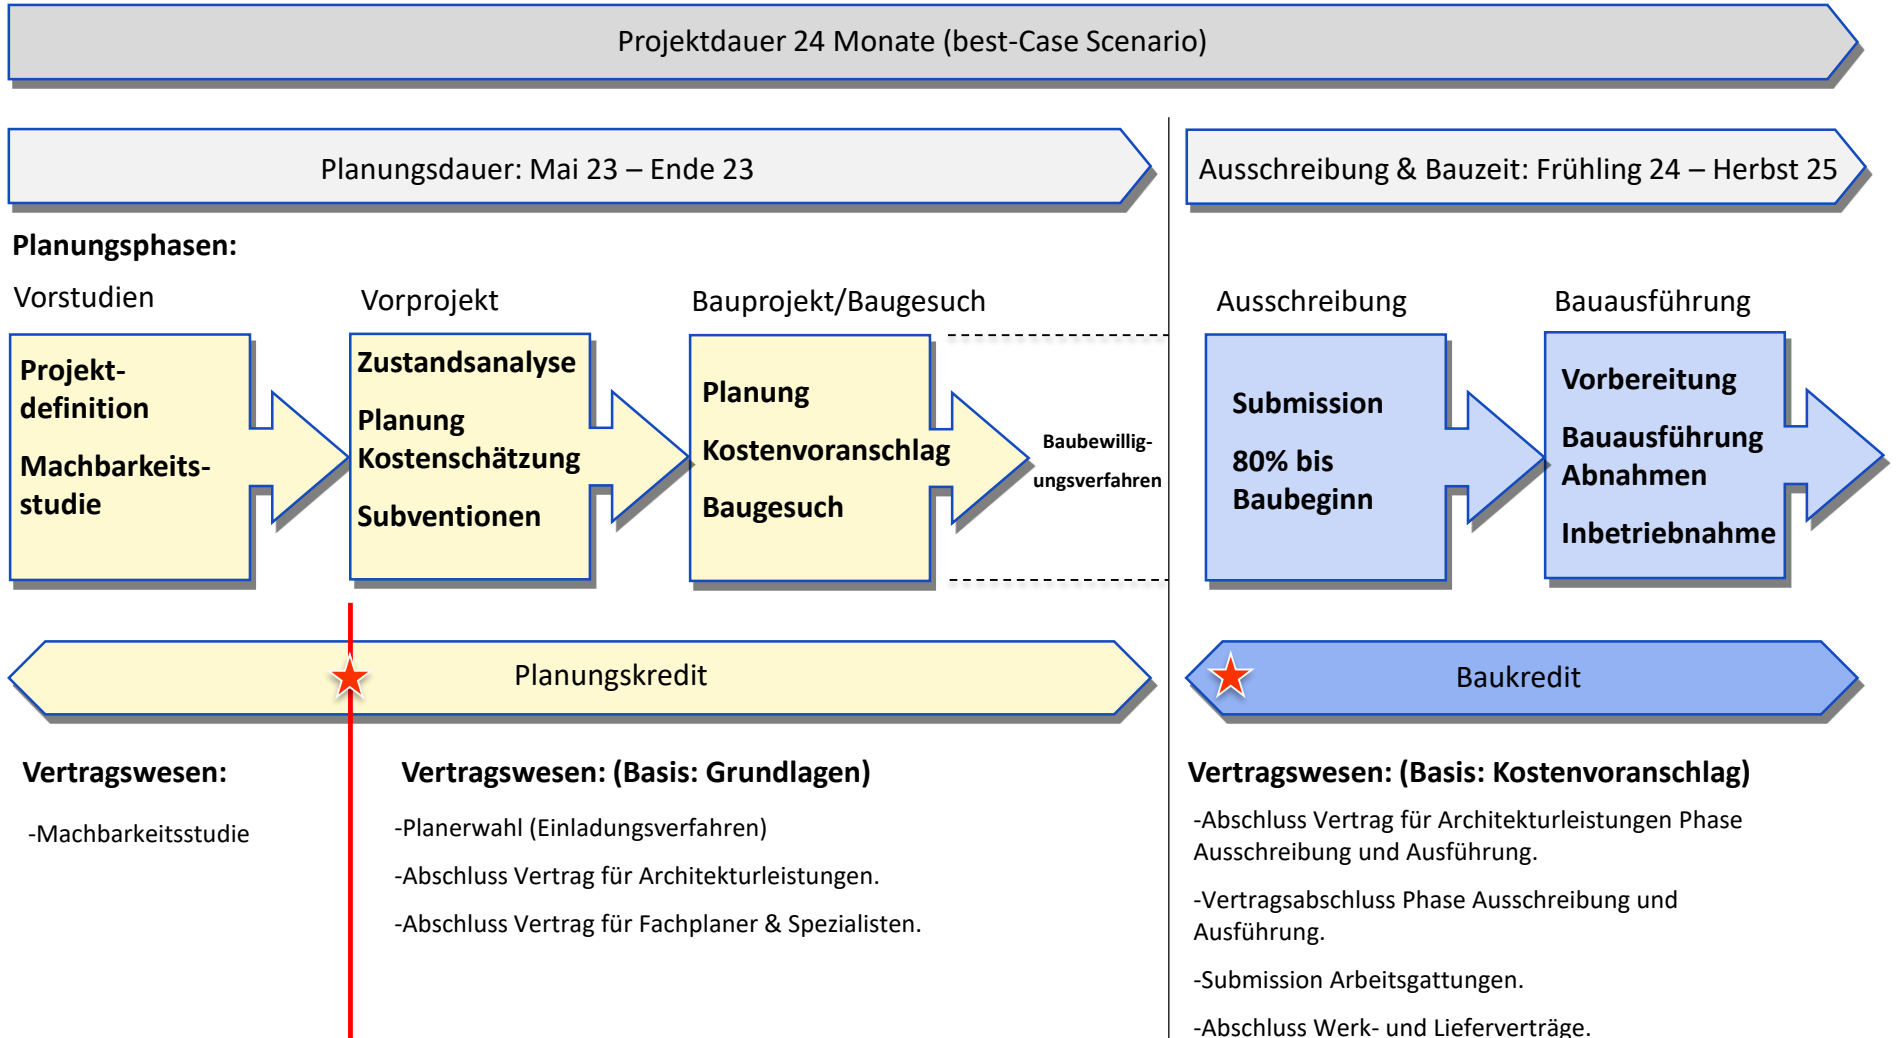 Projektdauer 24 Monate (best-Case Scenario)
Planungsdauer: Mai 23 – Ende 23
Ausschreibung & Bauzeit: Frühling 24 – Herbst 25
Planungsphasen:
Vorstudien
Projekt-
definition
Machbarkeits-
studie
Vorprojekt
Zustandsanalyse
Planung
Kostenschätzung
Subventionen
Bauprojekt/Baugesuch
Planung
Kostenvoranschlag
Baugesuch
Baubewillig-
ungsverfahren
Ausschreibung
Submission
80% bis
Baubeginn
Bauausführung
Vorbereitung
Bauausführung
Abnahmen
Inbetriebnahme
Planungskredit
Baukredit
Vertragswesen:
-Machbarkeitsstudie
Vertragswesen: (Basis: Grundlagen)
-Planerwahl (Einladungsverfahren)
-Abschluss Vertrag für Architekturleistungen.
-Abschluss Vertrag für Fachplaner & Spezialisten.
Vertragswesen: (Basis: Kostenvoranschlag)
-Abschluss Vertrag für Architekturleistungen Phase
Ausschreibung und Ausführung.
-Vertragsabschluss Phase Ausschreibung und
Ausführung.
-Submission Arbeitsgattungen.
-Abschluss Werk- und Lieferverträge.